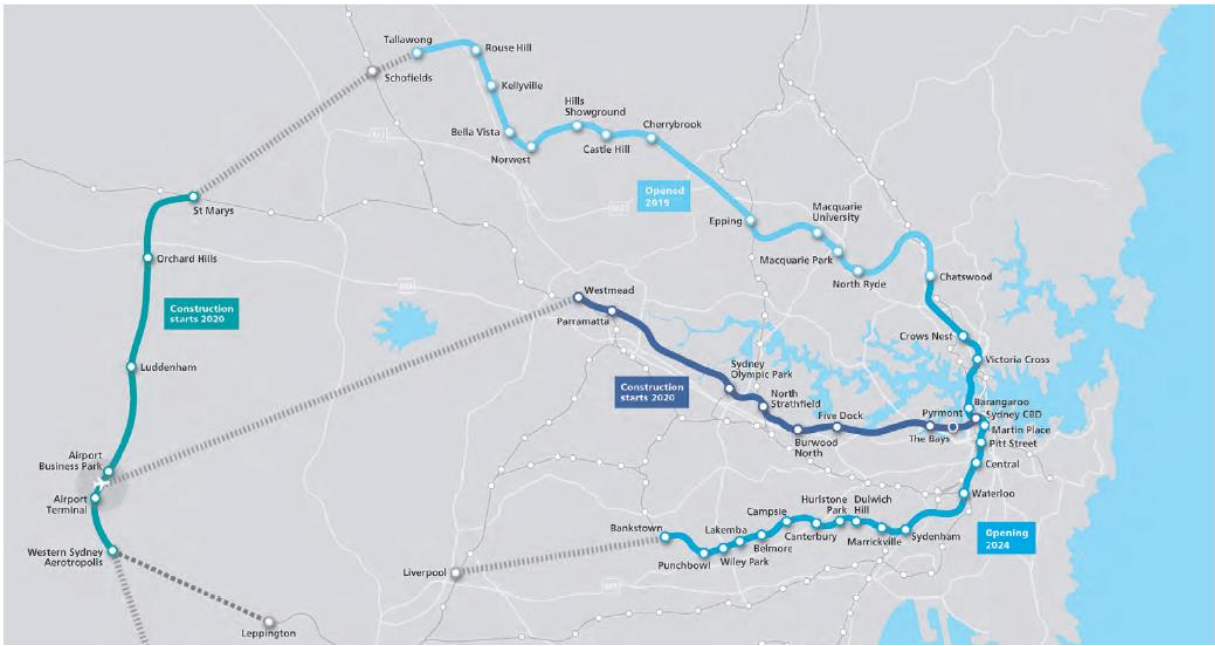 Tallawong
Rouse Hill
Schofields
Kellyville
Hills
Showground
Cherrybrook
Bella Vista
Castle Hill
Norwest
Opened
2019
St Marys
Macquarie
University
Epping
Orchard Hills
Macquarie Park
North Ryde
Chatswood
Westmead
Construction
starts 2020
Parramatta
Crows Nest
Victoria Cross
Luddenham
Sydney
Olympic Park
Construction
starts 2020
North
Strathfield
Barangaroo
Five Dock
Pyrmont
Sydney CBD
Martin Place
The Bays
Pitt Street
Burwood
North
Airport
Business Park
Central
Airport
Terminal
Waterloo
Hurlstone
Park
Dulwich
Hill
Campsie
Bankstown
Lakemba
Canterbury
Marrickville
Sydenham
Opening
2024
Belmore
Western Sydney
Aerotropolis
Punchbowl
Wiley Park
Liverpool
Leppington